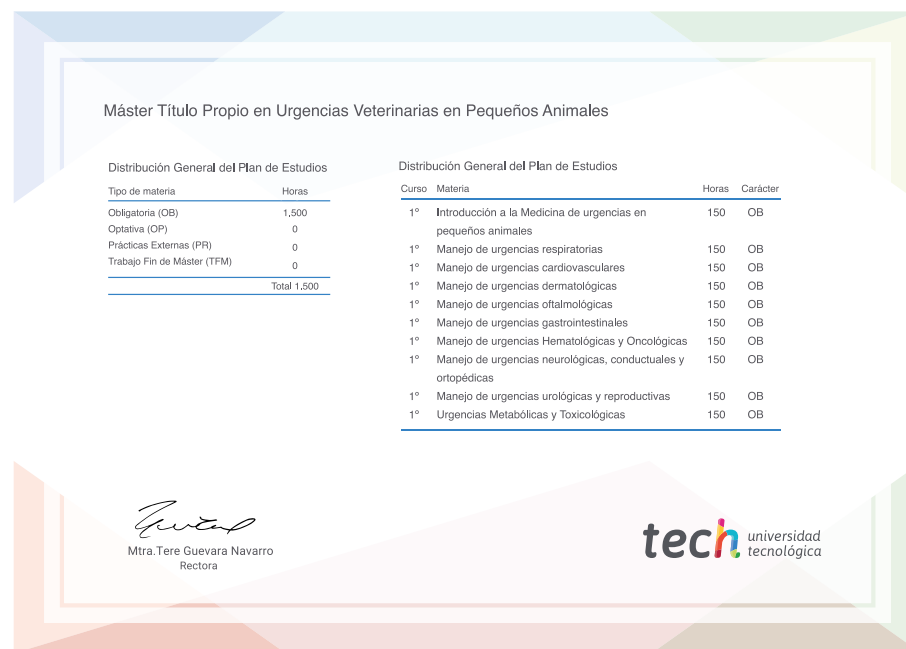 Máster Título Propio en Urgencias Veterinarias en Pequeños Animales
Distribución General del Plan de Estudios
Tipo de materia Horas
Obligatoria (OB) 1,500
Optativa (OP) 0
Prácticas Externas (PR) 0
Trabajo Fin de Máster (TFM) 0
Total 1,500
Distribución General del Plan de Estudios
Curso Materia Horas Carácter
1º Introducción a la Medicina de urgencias en 150 OB
pequeños animales
1º Manejo de urgencias respiratorias 150 OB
1º Manejo de urgencias cardiovasculares 150 OB
1º Manejo de urgencias dermatológicas 150 OB
1º Manejo de urgencias oftalmológicas 150 OB
1º Manejo de urgencias gastrointestinales 150 OB
1º Manejo de urgencias Hematológicas y Oncológicas 150 OB
1º Manejo de urgencias neurológicas, conductuales y 150 OB
ortopédicas
1º Manejo de urgencias urológicas y reproductivas 150 OB
1º Urgencias Metabólicas y Toxicológicas 150 OB
Mtra.Tere Guevara Navarro
Rectora
tech universidad
tecnológica